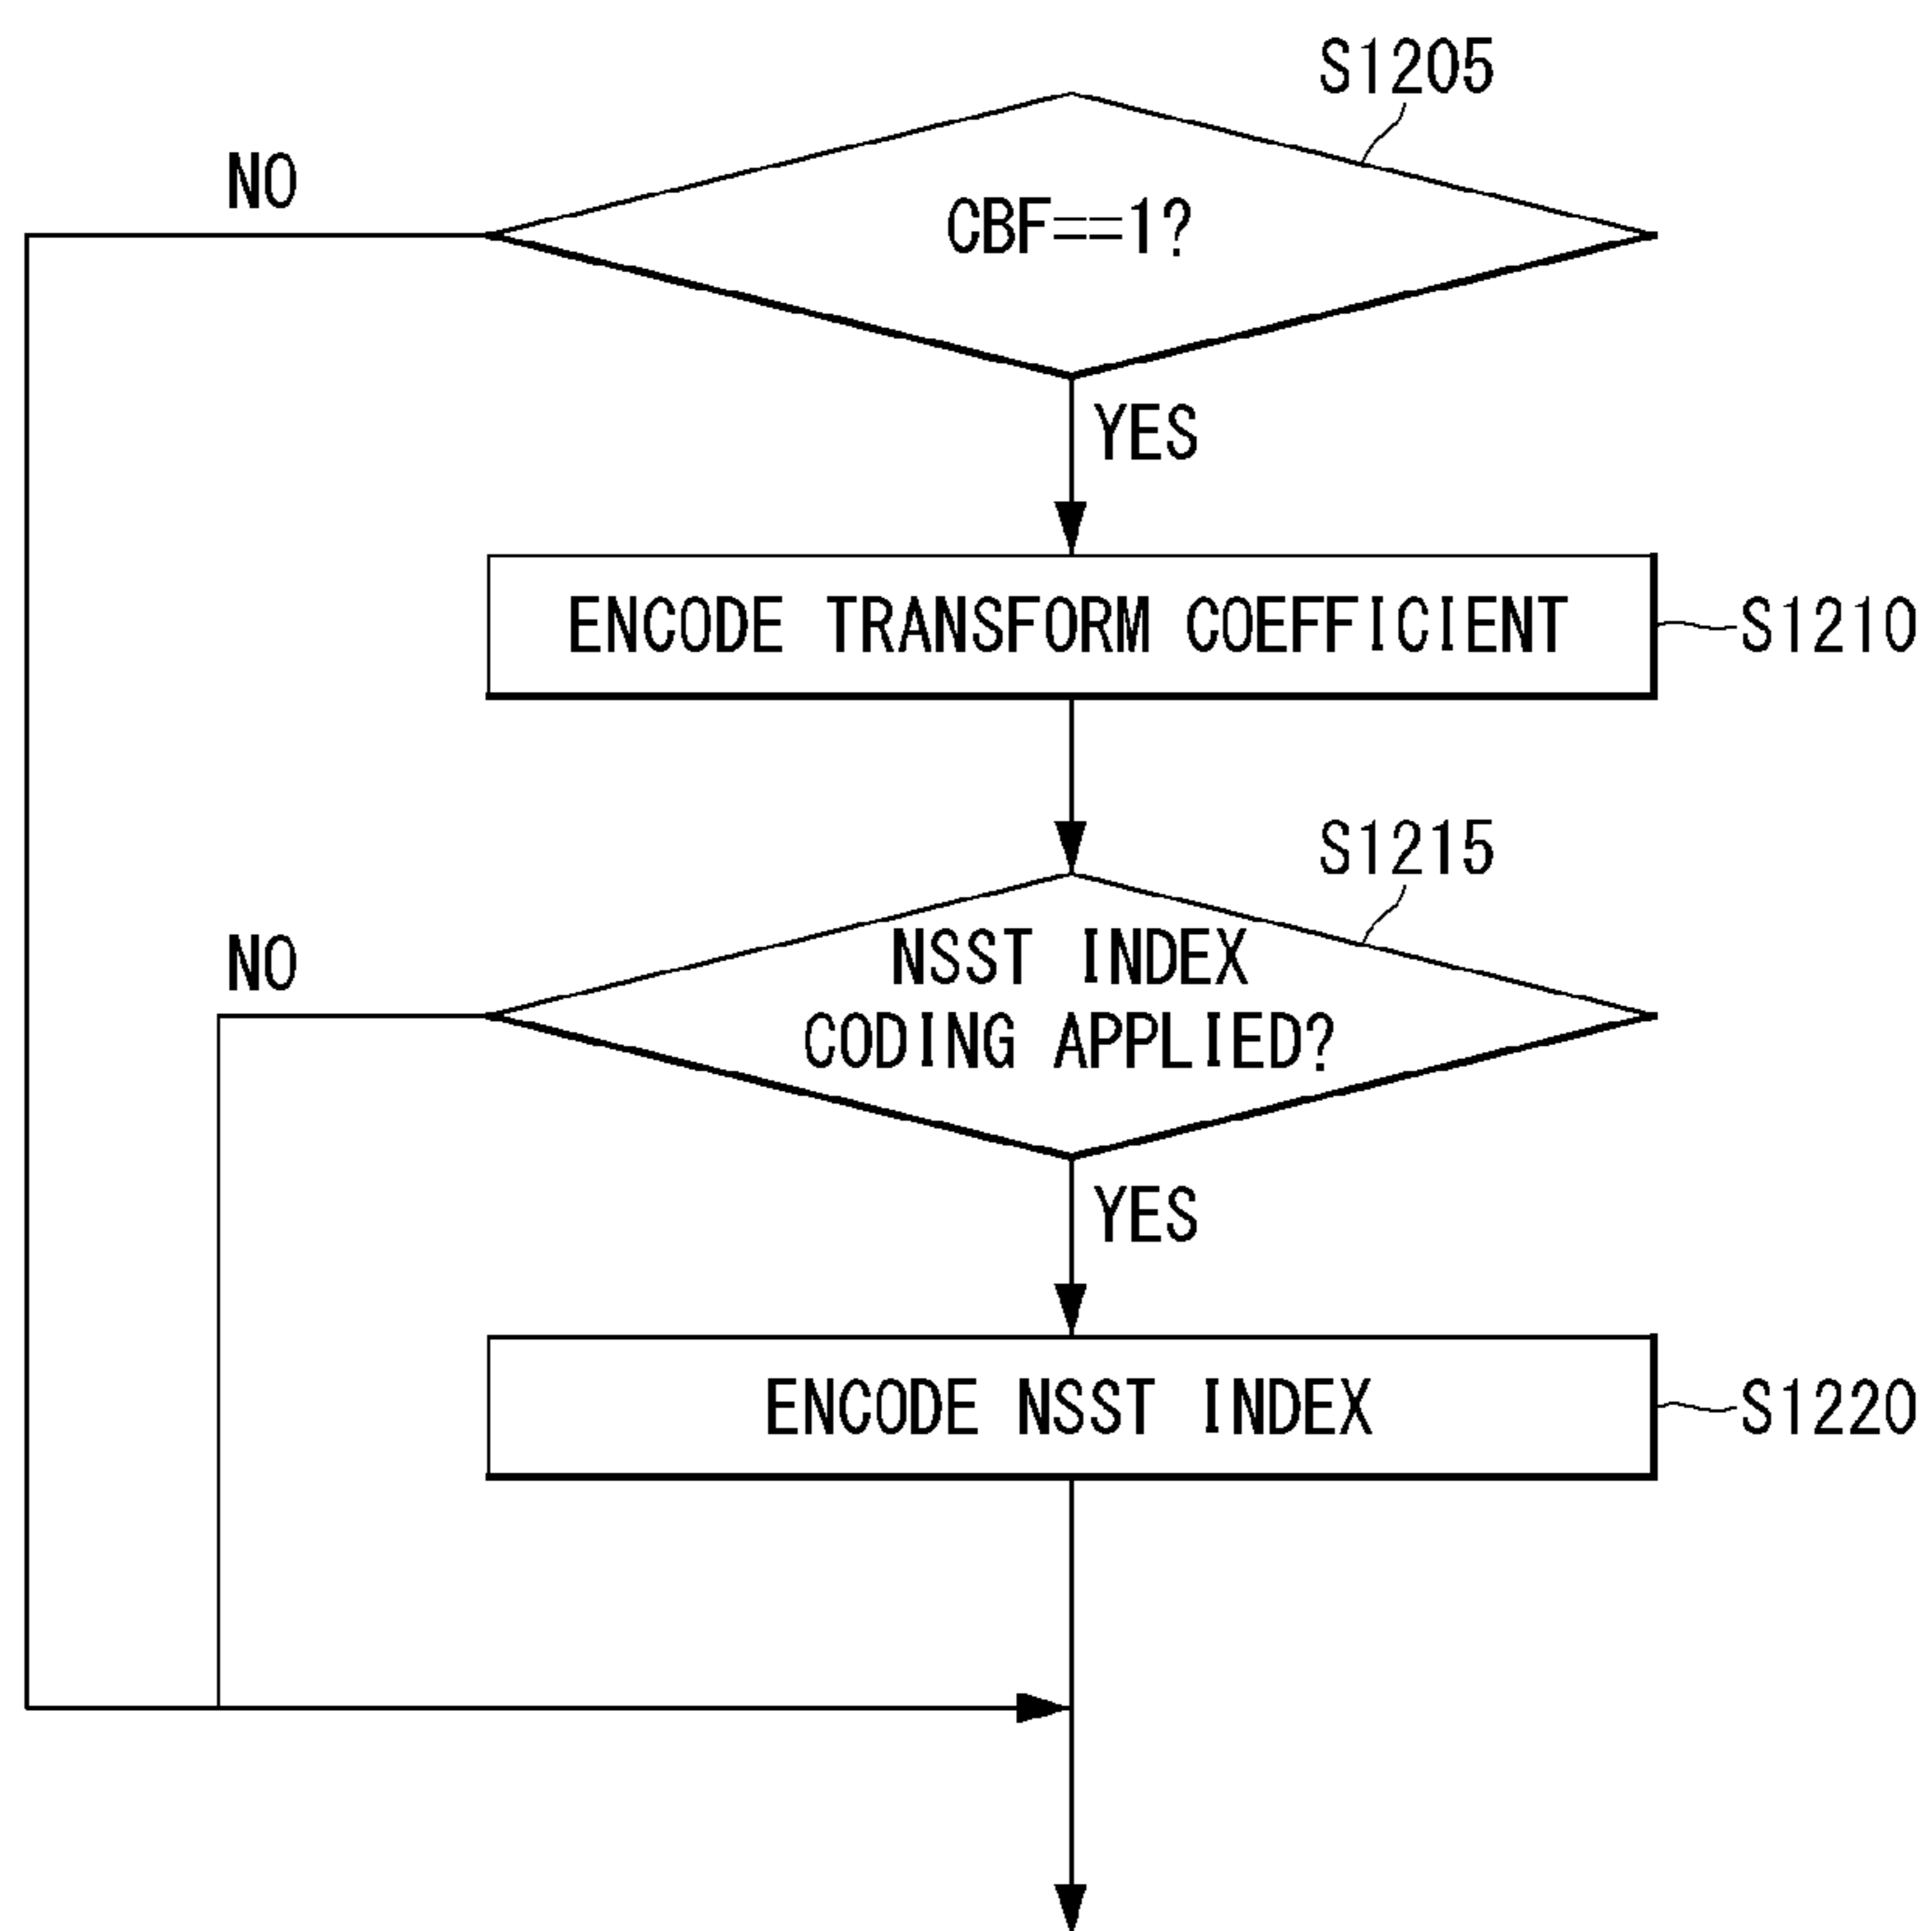 S1205
NO
CBF==1?
YES
ENCODE TRANSFORM COEFFICIENT
S1210
S1215
NO
NSST INDEX
CODING APPLIED?
YES
ENCODE NSST INDEX
S1220